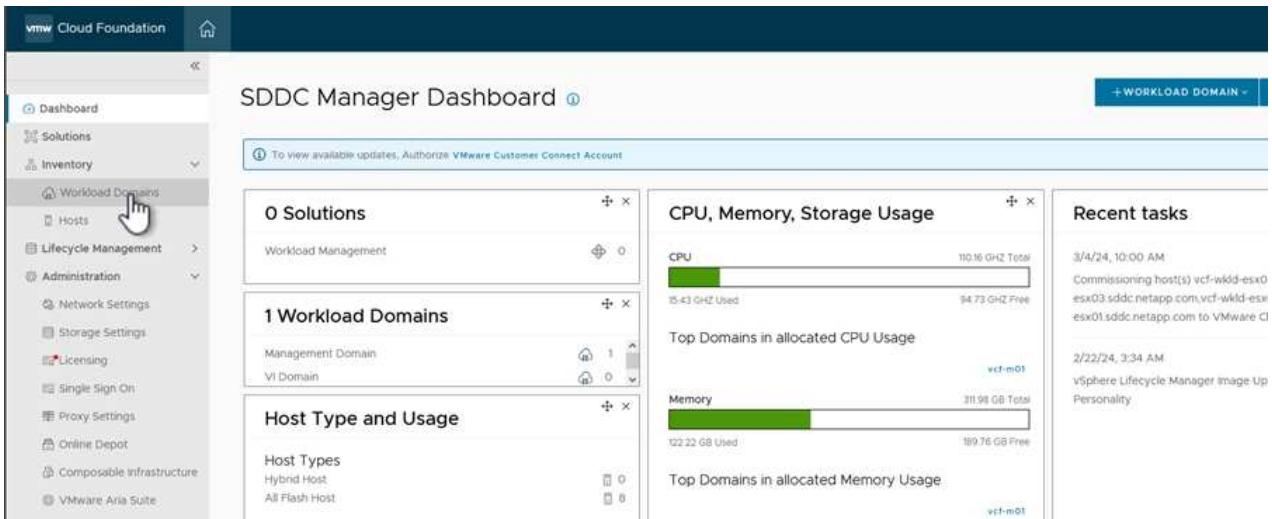 vmw Cloud Foundation
Dashboard
Solutions
Inventory
Workload Domains
Hosts
Lifecycle Management
Administration
Network Settings
Storage Settings
Licensing
Single Sign On
Proxy Settings
Online Depot
Composable Infrastructure
VMware Aria Suite
SDDC Manager Dashboard
+ WORKLOAD DOMAIN
To view available updates, Authorize VMware Customer Connect Account
0 Solutions
Workload Management 0
1 Workload Domains
Management Domain 1
VI Domain 0
Host Type and Usage
Host Types
Hybrid Host 0
All Flash Host 8
CPU, Memory, Storage Usage
CPU 110.16 GHZ Total
15.43 GHZ Used 94.73 GHZ Free
Top Domains in allocated CPU Usage
vcf-m01
Memory 311.98 GB Total
122.22 GB Used 189.76 GB Free
Top Domains in allocated Memory Usage
vcf-m01
Recent tasks
3/4/24, 10:00 AM
Commissioning host(s) vcf-wkld-esx0
esx03.sddc.netapp.com,vcf-wkld-esx
esx01.sddc.netapp.com to VMware Cl
2/22/24, 3:34 AM
vSphere Lifecycle Manager Image Up
Personality